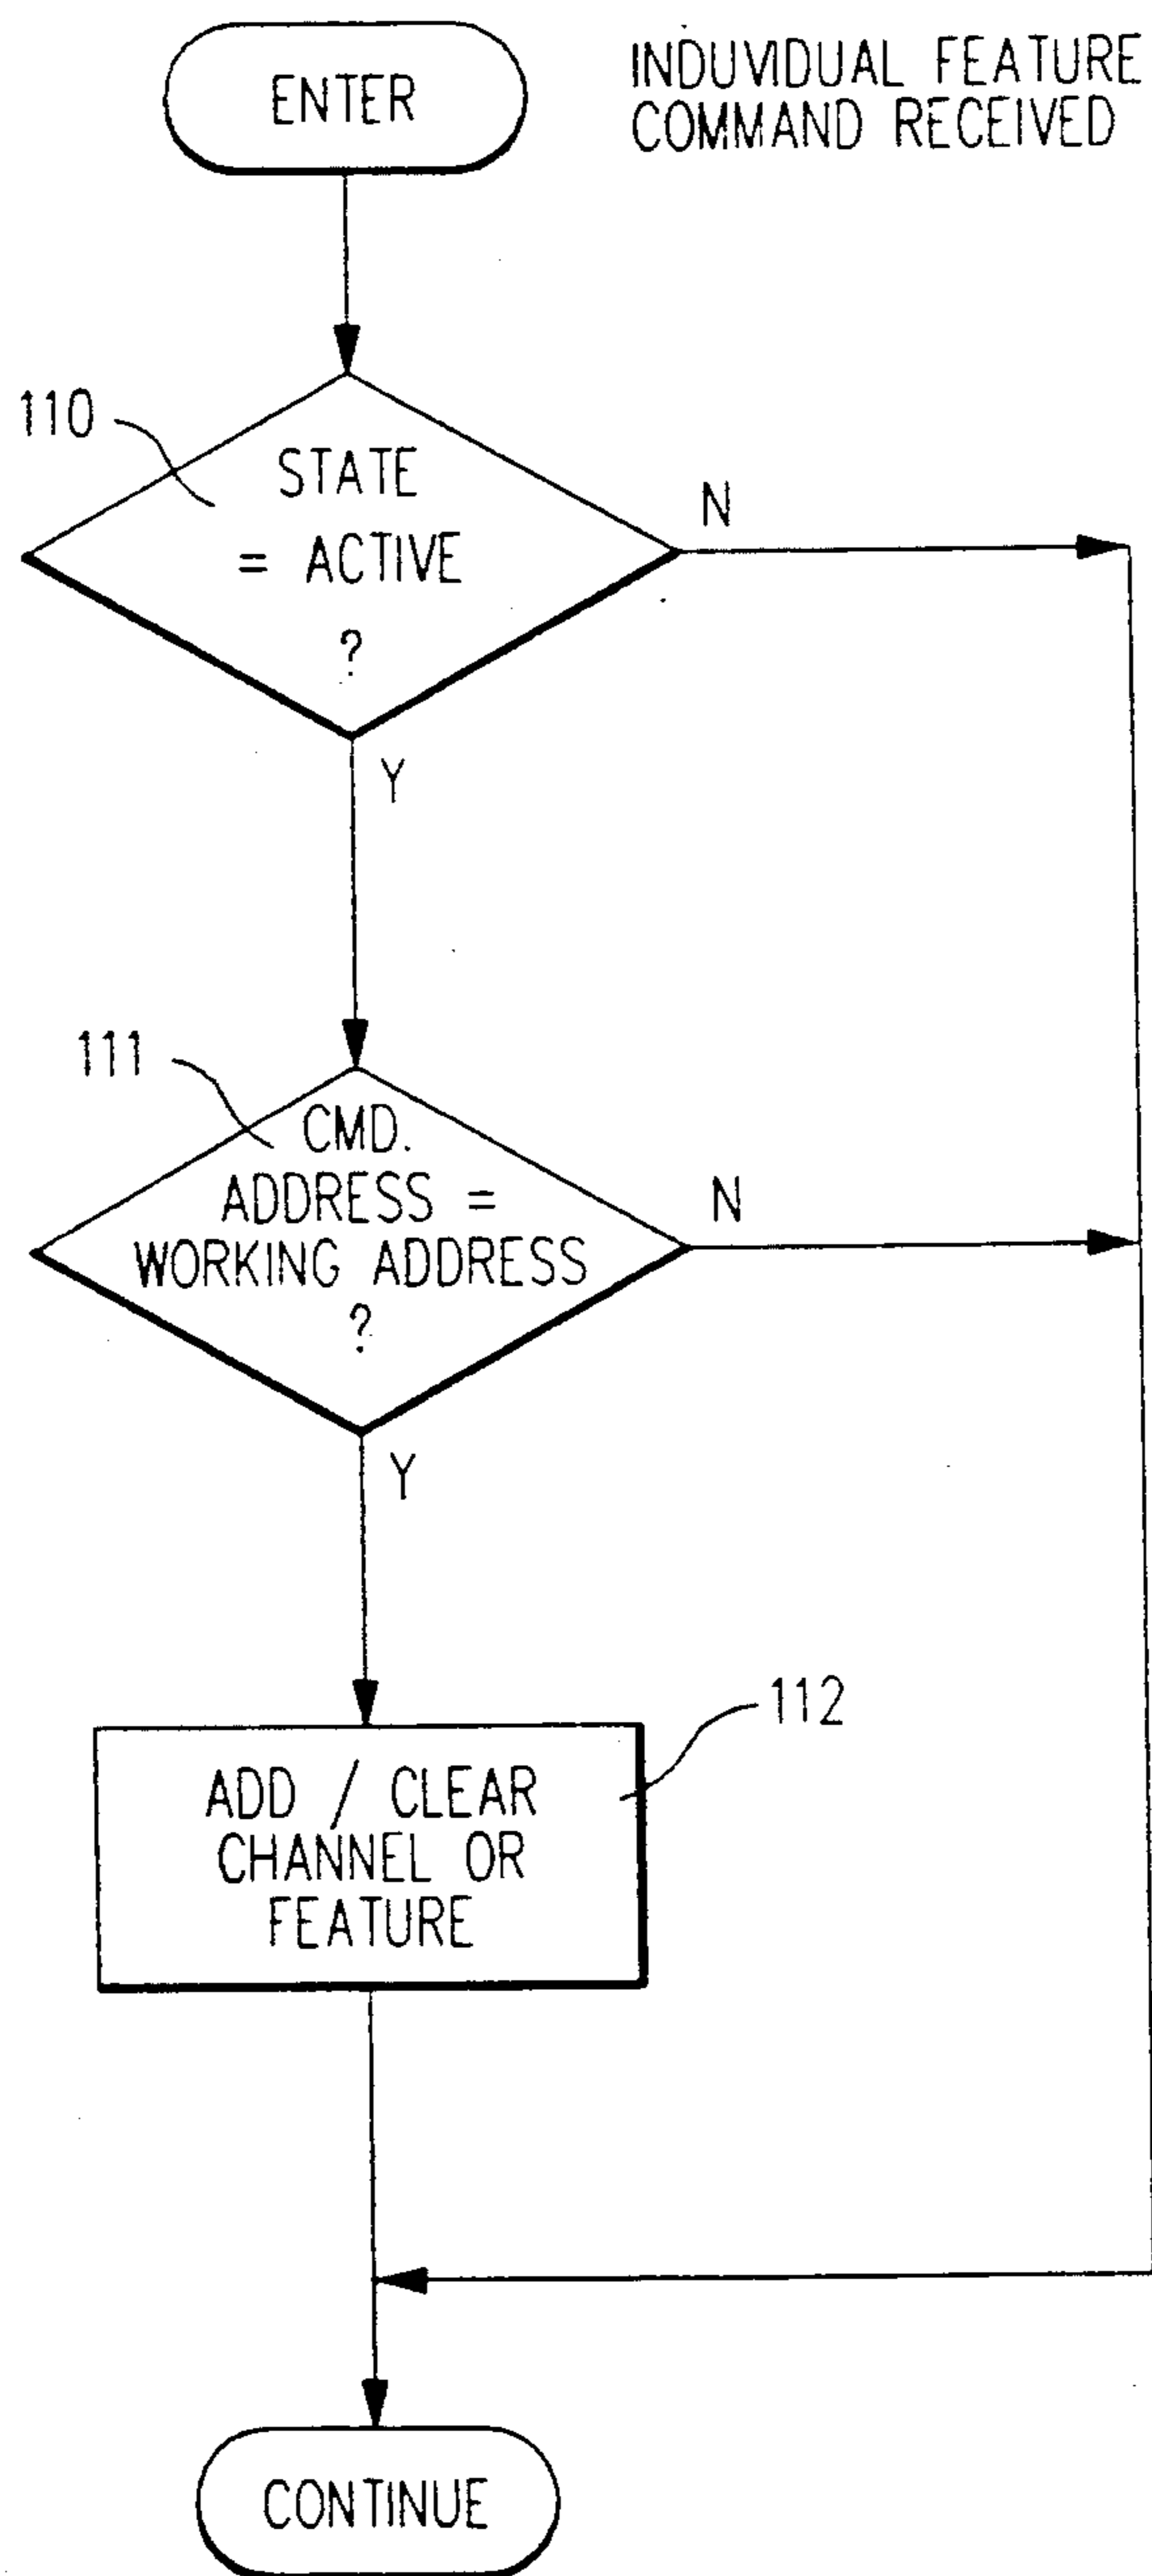 ENTER
INDUVIDUAL FEATURE
COMMAND RECEIVED
110
STATE
= ACTIVE
?
N
Y
111
CMD.
ADDRESS =
WORKING ADDRESS
?
N
Y
112
ADD / CLEAR
CHANNEL OR
FEATURE
CONTINUE